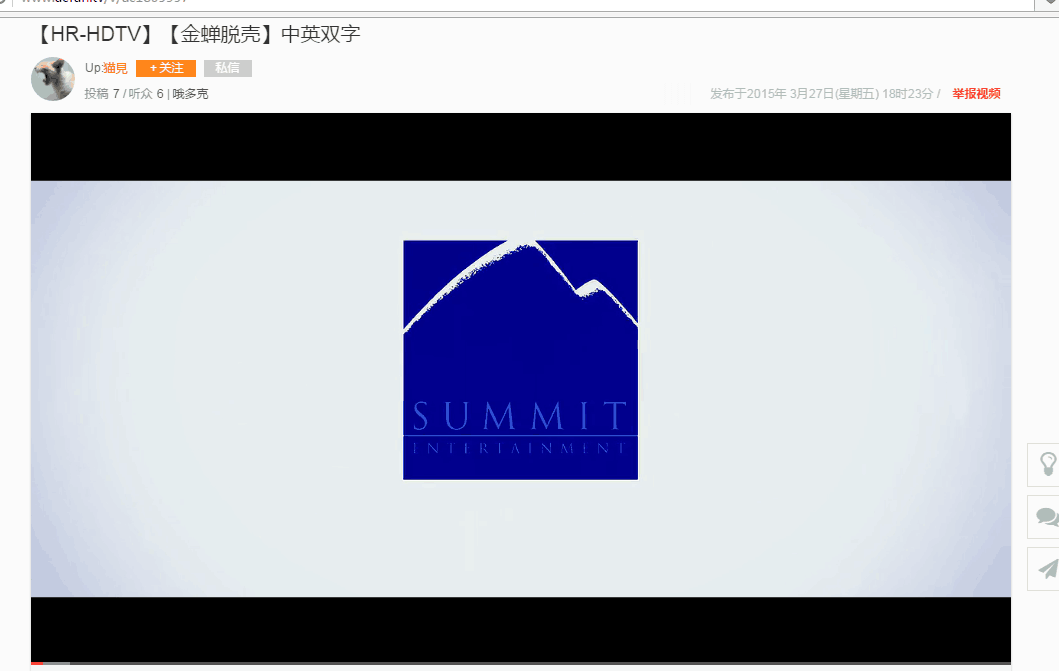 【HR-HDTV】【金蝉脱壳】中英双字
Up:猫見 +关注 私信
投稿 7 / 听众 6 | 哦多克
发布于2015年 3月27日(星期五) 18时23分 / 举报视频
SUMMIT
ENTERTAINMENT